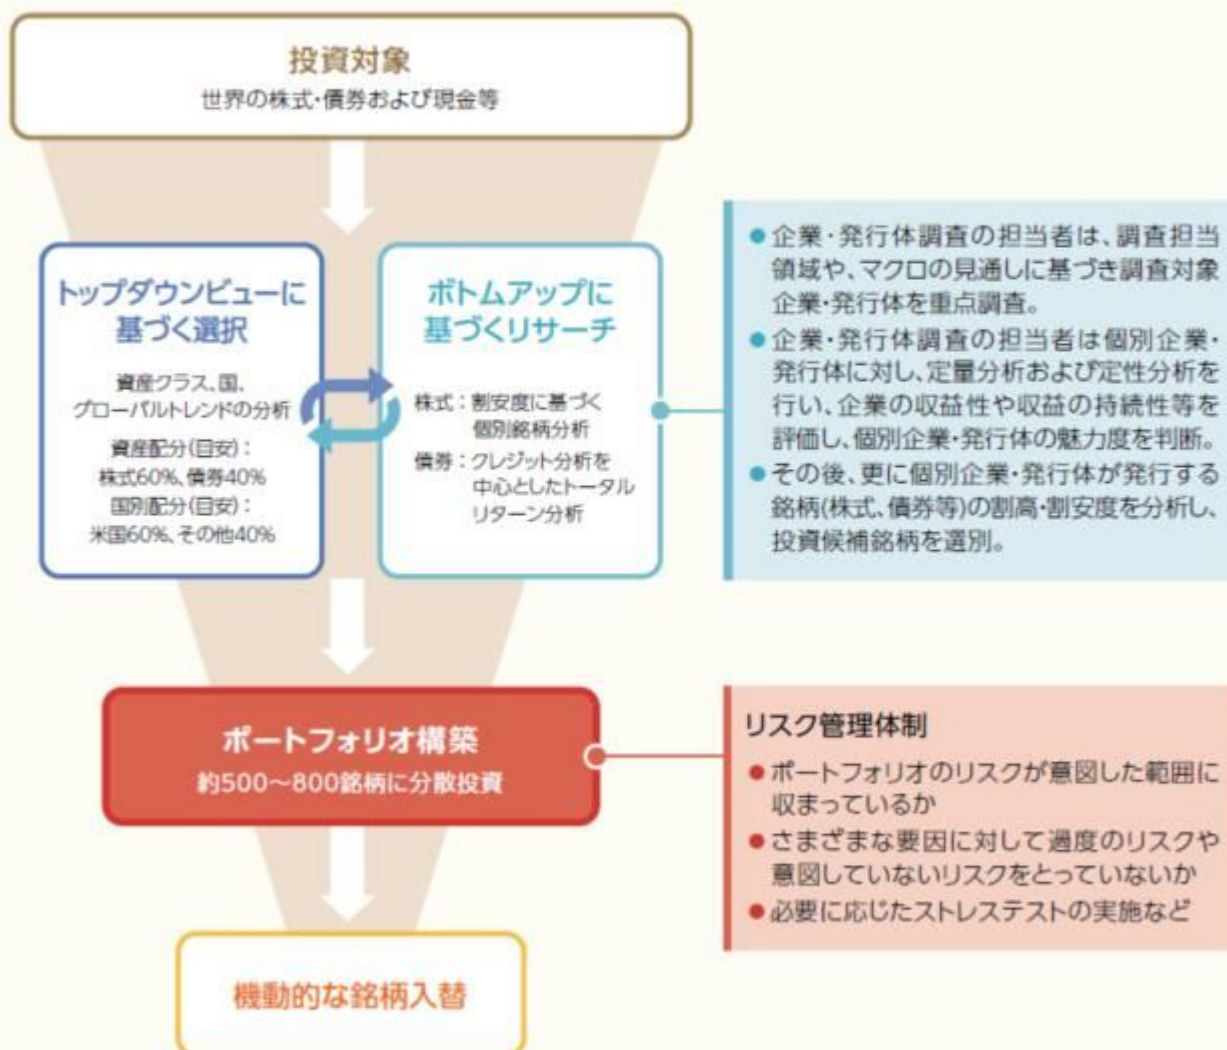 投資対象
世界の株式・債券および現金等
トップダウンビューに
基づく選択
資産クラス、国、
グローバルトレンドの分析
資産配分(目安)：
株式60%、債券40%
国別配分(目安)：
米国60%、その他40%
ボトムアップに
基づくリサーチ
株式：割安度に基づく
個別銘柄分析
債券：クレジット分析を
中心としたトータル
リターン分析
●企業・発行体調査の担当者は、調査担当
領域や、マクロの見通しに基づき調査対象
企業・発行体を重点調査。
●企業・発行体調査の担当者は個別企業・
発行体に対し、定量分析および定性分析を
行い、企業の収益性や収益の持続性等を
評価し、個別企業・発行体の魅力度を判断。
●その後、更に個別企業・発行体が発行する
銘柄(株式、債券等)の割高・割安度を分析し、
投資候補銘柄を選別。
ポートフォリオ構築
約500～800銘柄に分散投資
リスク管理体制
●ポートフォリオのリスクが意図した範囲に
収まっているか
●さまざまな要因に対して過度のリスクや
意図していないリスクをとっていないか
●必要に応じたストレステストの実施など
機動的な銘柄入替